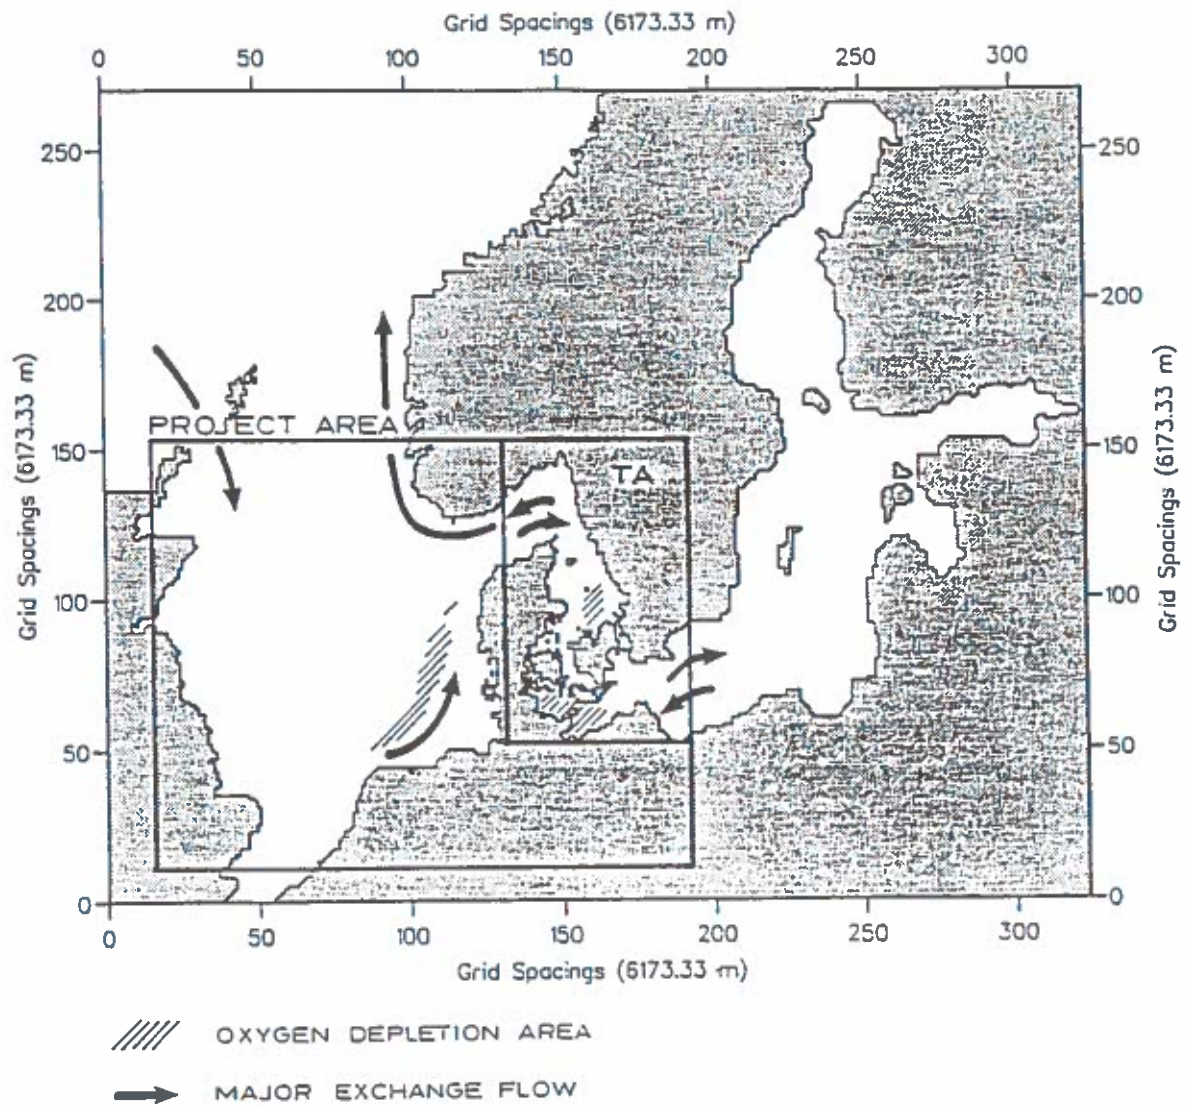 Grid Spacings (6173.33 m)
0 50 100 150 200 250 300
250 250
200 200
Grid Spacings (6173.33 m)
Grid Spacings (6173.33 m)
PROJECT AREA
150 150
TA
100 100
50 50
0 0
0 50 100 150 200 250 300
Grid Spacings (6173.33 m)
OXYGEN DEPLETION AREA
MAJOR EXCHANGE FLOW